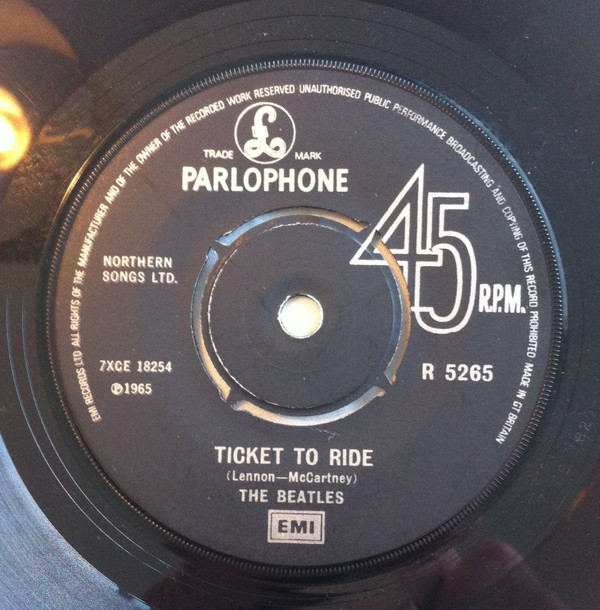 EMI RECORDS LTD ALL RIGHTS OF THE MANUFACTURER AND OF THE OWNER OF THE RECORDED WORK RESERVED UNAUTHORISED PUBLIC PERFORMANCE BROADCASTING AND COPYING OF THIS RECORD PROHIBITED MADE IN GT BRITAIN
£
TRADE MARK
PARLOPHONE
45 R.P.M.
NORTHERN
SONGS LTD.
7XCE 18254
℗1965
R 5265
TICKET TO RIDE
(Lennon—McCartney)
THE BEATLES
EMI